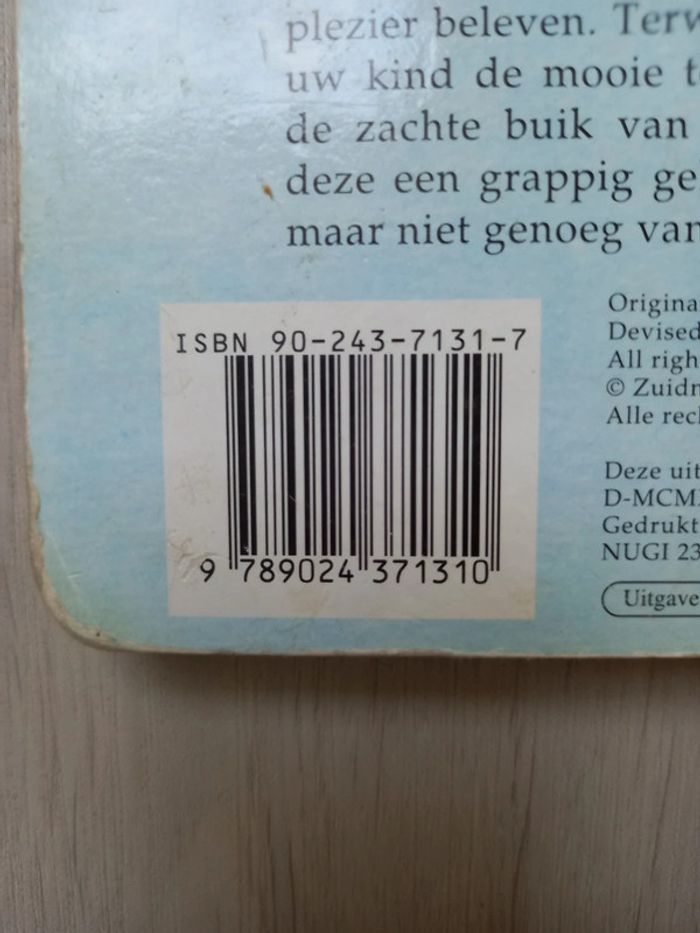 plezier beleven. Terw
uw kind de mooie t
de zachte buik van
deze een grappig ge
maar niet genoeg van
ISBN 90-243-7131-7
9 789024 371310
Origina
Devised
All righ
© Zuidn
Alle rec
Deze uit
D-MCM
Gedrukt
NUGI 23
Uitgave